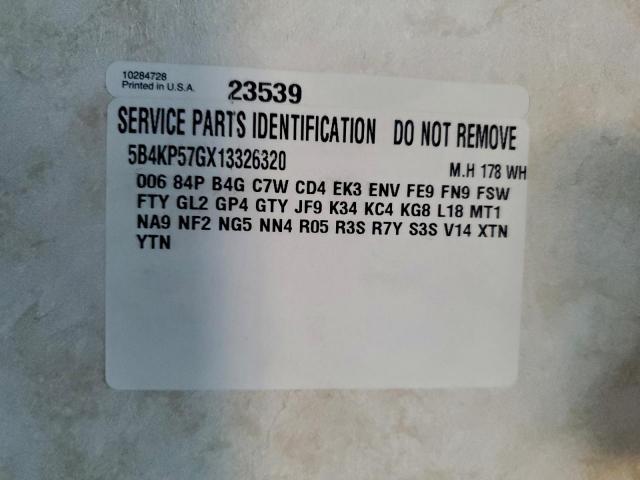 10284728
Printed in U.S.A.
23539
SERVICE PARTS IDENTIFICATION DO NOT REMOVE
5B4KP57GX13326320
M.H 178 WH
006 84P B4G C7W CD4 EK3 ENV FE9 FN9 FSW
FTY GL2 GP4 GTY JF9 K34 KC4 KG8 L18 MT1
NA9 NF2 NG5 NN4 R05 R3S R7Y S3S V14 XTN
YTN